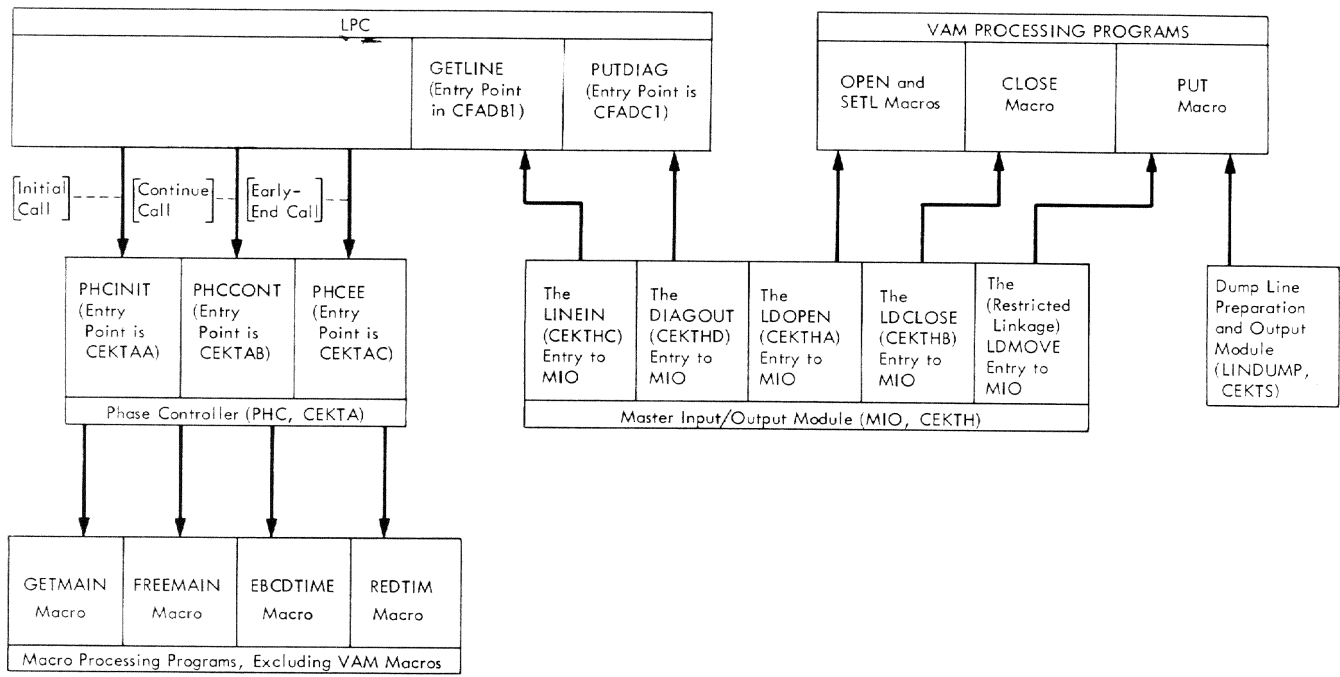 LPC
GETLINE
(Entry Point
in CFADB1)
PUTDIAG
(Entry Point is
CFADC1)
VAM PROCESSING PROGRAMS
OPEN and
SETL Macros
CLOSE
Macro
PUT
Macro
[Initial
Call]
[Continue
Call]
[Early-
End Call]
PHCINIT
(Entry
Point is
CEKTAA)
PHCCONT
(Entry
Point is
CEKTAB)
PHCEE
(Entry
Point is
CEKTAC)
Phase Controller (PHC, CEKTA)
The
LINEIN
(CEKTHC)
Entry to
MIO
The
DIAGOUT
(CEKTHD)
Entry to
MIO
The
LDOPEN
(CEKTHA)
Entry to
MIO
The
LDCLOSE
(CEKTHB)
Entry to
MIO
The
(Restricted
Linkage)
LDMOVE
Entry to
MIO
Master Input/Output Module (MIO, CEKTH)
Dump Line
Preparation
and Output
Module
(LINDUMP,
CEKTS)
GETMAIN
Macro
FREEMAIN
Macro
EBCDTIME
Macro
REDTIM
Macro
Macro Processing Programs, Excluding VAM Macros